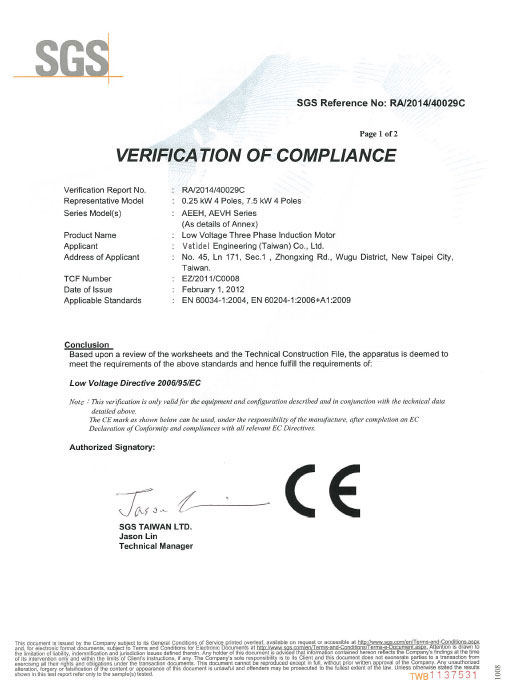 SGS
SGS Reference No: RA/2014/40029C
Page 1 of 2
VERIFICATION OF COMPLIANCE
Verification Report No. : RA/2014/40029C
Representative Model : 0.25 kW 4 Poles, 7.5 kW 4 Poles
Series Model(s) : AEEH, AEVH Series
(As details of Annex)
Product Name : Low Voltage Three Phase Induction Motor
Applicant : Vatidel Engineering (Taiwan) Co., Ltd.
Address of Applicant : No. 45, Ln 171, Sec.1 , Zhongxing Rd., Wugu District, New Taipei City,
Taiwan.
TCF Number : EZ/2011/C0008
Date of Issue : February 1, 2012
Applicable Standards : EN 60034-1:2004, EN 60204-1:2006+A1:2009
Conclusion
Based upon a review of the worksheets and the Technical Construction File, the apparatus is deemed to
meet the requirements of the above standards and hence fulfill the requirements of:
Low Voltage Directive 2006/95/EC
Note : This verification is only valid for the equipment and configuration described and in conjunction with the technical data
detailed above.
The CE mark as shown below can be used, under the responsibility of the manufacture, after completion an EC
Declaration of Conformity and compliances with all relevant EC Directives.
Authorized Signatory:
Jason
CE
SGS TAIWAN LTD.
Jason Lin
Technical Manager
This document is issued by the Company subject to its General Conditions of Service printed overleaf, available on request or accessible at http://www.sgs.com/en/Terms-and-Conditions.aspx
and, for electronic format documents, subject to Terms and Conditions for Electronic Documents at http://www.sgs.com/en/Terms-and-Conditions/Terms-e-Document.aspx. Attention is drawn to
the limitation of liability, indemnification and jurisdiction issues defined therein. Any holder of this document is advised that information contained hereon reflects the Company's findings at the time
of its intervention only and within the limits of Client's instructions, if any. The Company's sole responsibility is to its Client and this document does not exonerate parties to a transaction from
exercising all their rights and obligations under the transaction documents. This document cannot be reproduced except in full, without prior written approval of the Company. Any unauthorized
alteration, forgery or falsification of the content or appearance of this document is unlawful and offenders may be prosecuted to the fullest extent of the law. Unless otherwise stated the results
shown in this test report refer only to the sample(s) tested.
TWB1137531
1008